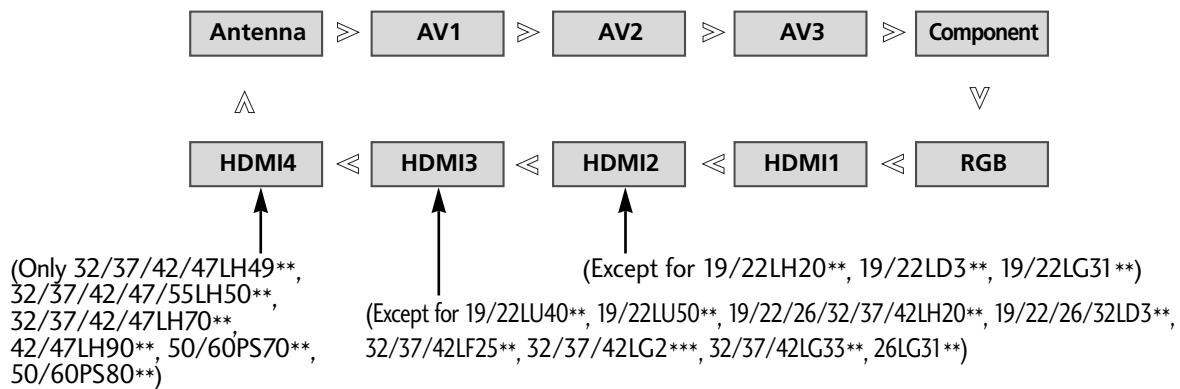 Antenna AV1 AV2 AV3 Component
HDMI4 HDMI3 HDMI2 HDMI1 RGB
(Only 32/37/42/47LH49**,
32/37/42/47/55LH50**,
32/37/42/47LH70**,
42/47LH90**, 50/60PS70**,
50/60PS80**)
(Except for 19/22LH20**, 19/22LD3**, 19/22LG31**)
(Except for 19/22LU40**, 19/22LU50**, 19/22/26/32/37/42LH20**, 19/22/26/32LD3**,
32/37/42LF25**, 32/37/42LG2***, 32/37/42LG33**, 26LG31**)